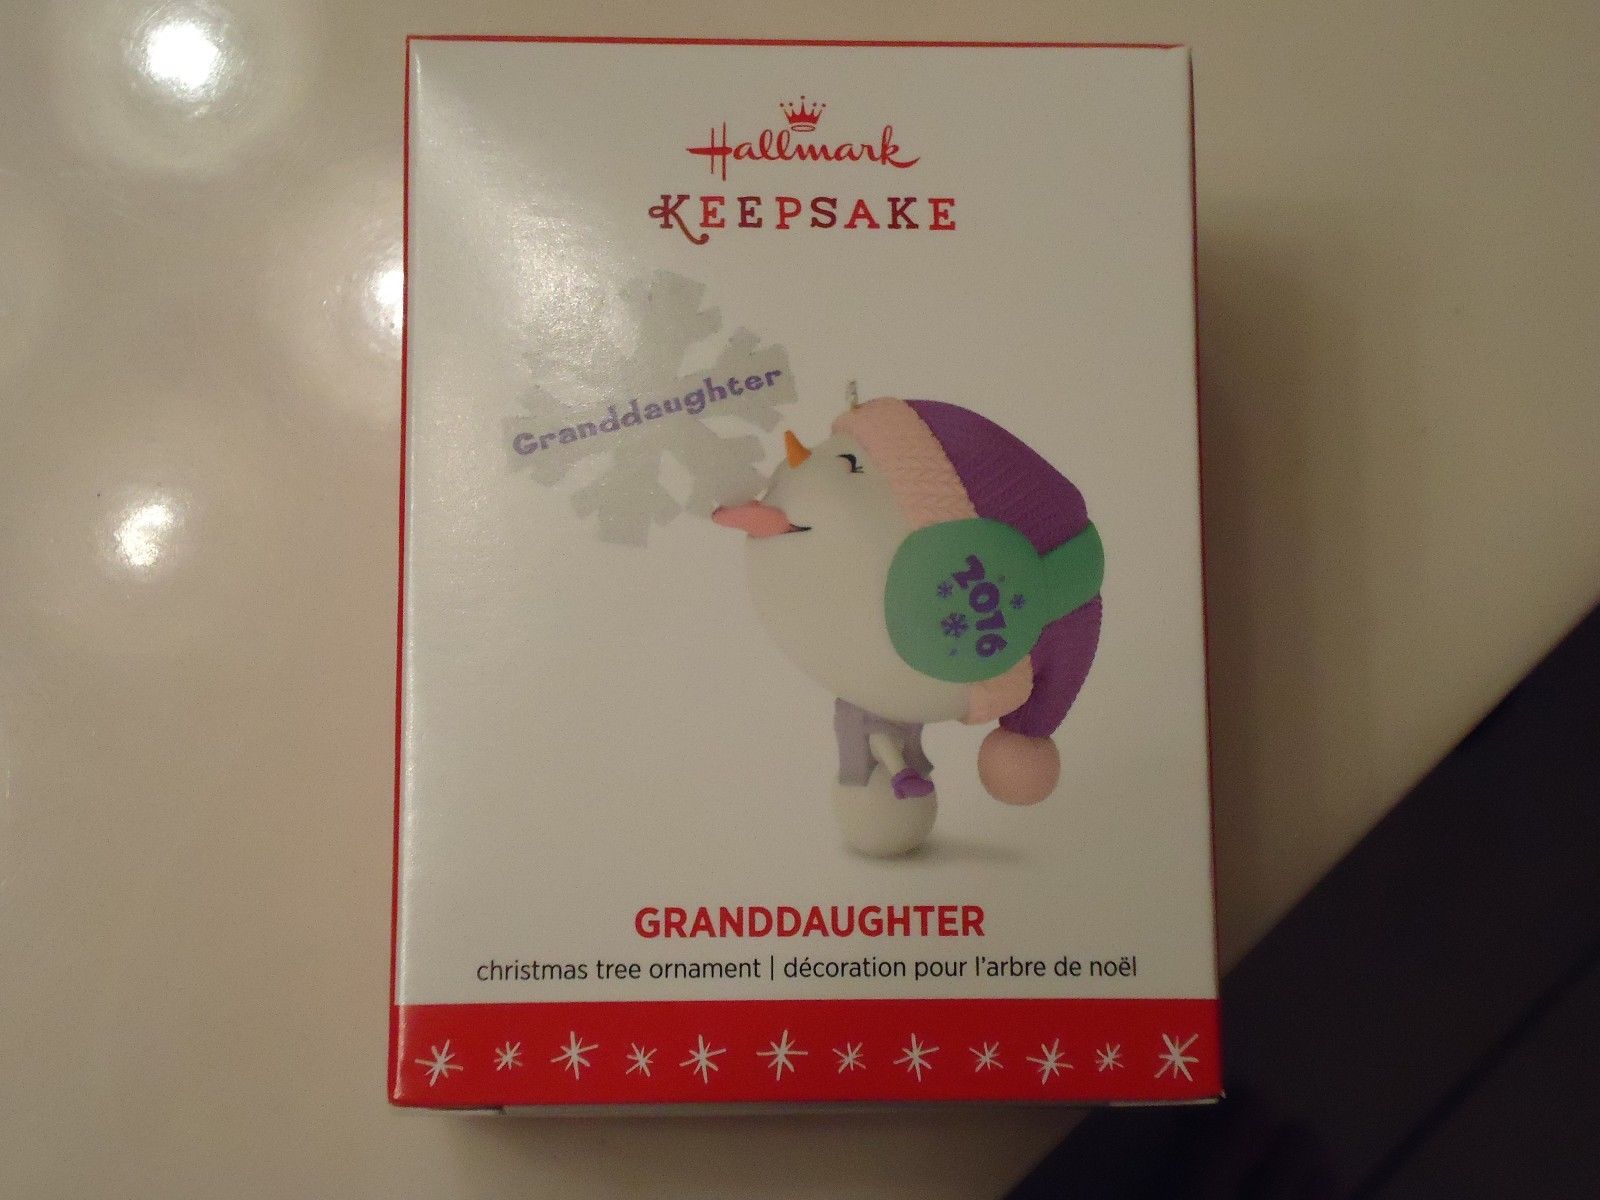 Hallmark
KEEPSAKE
Granddaughter
2016
GRANDDAUGHTER
christmas tree ornament | décoration pour l'arbre de noël